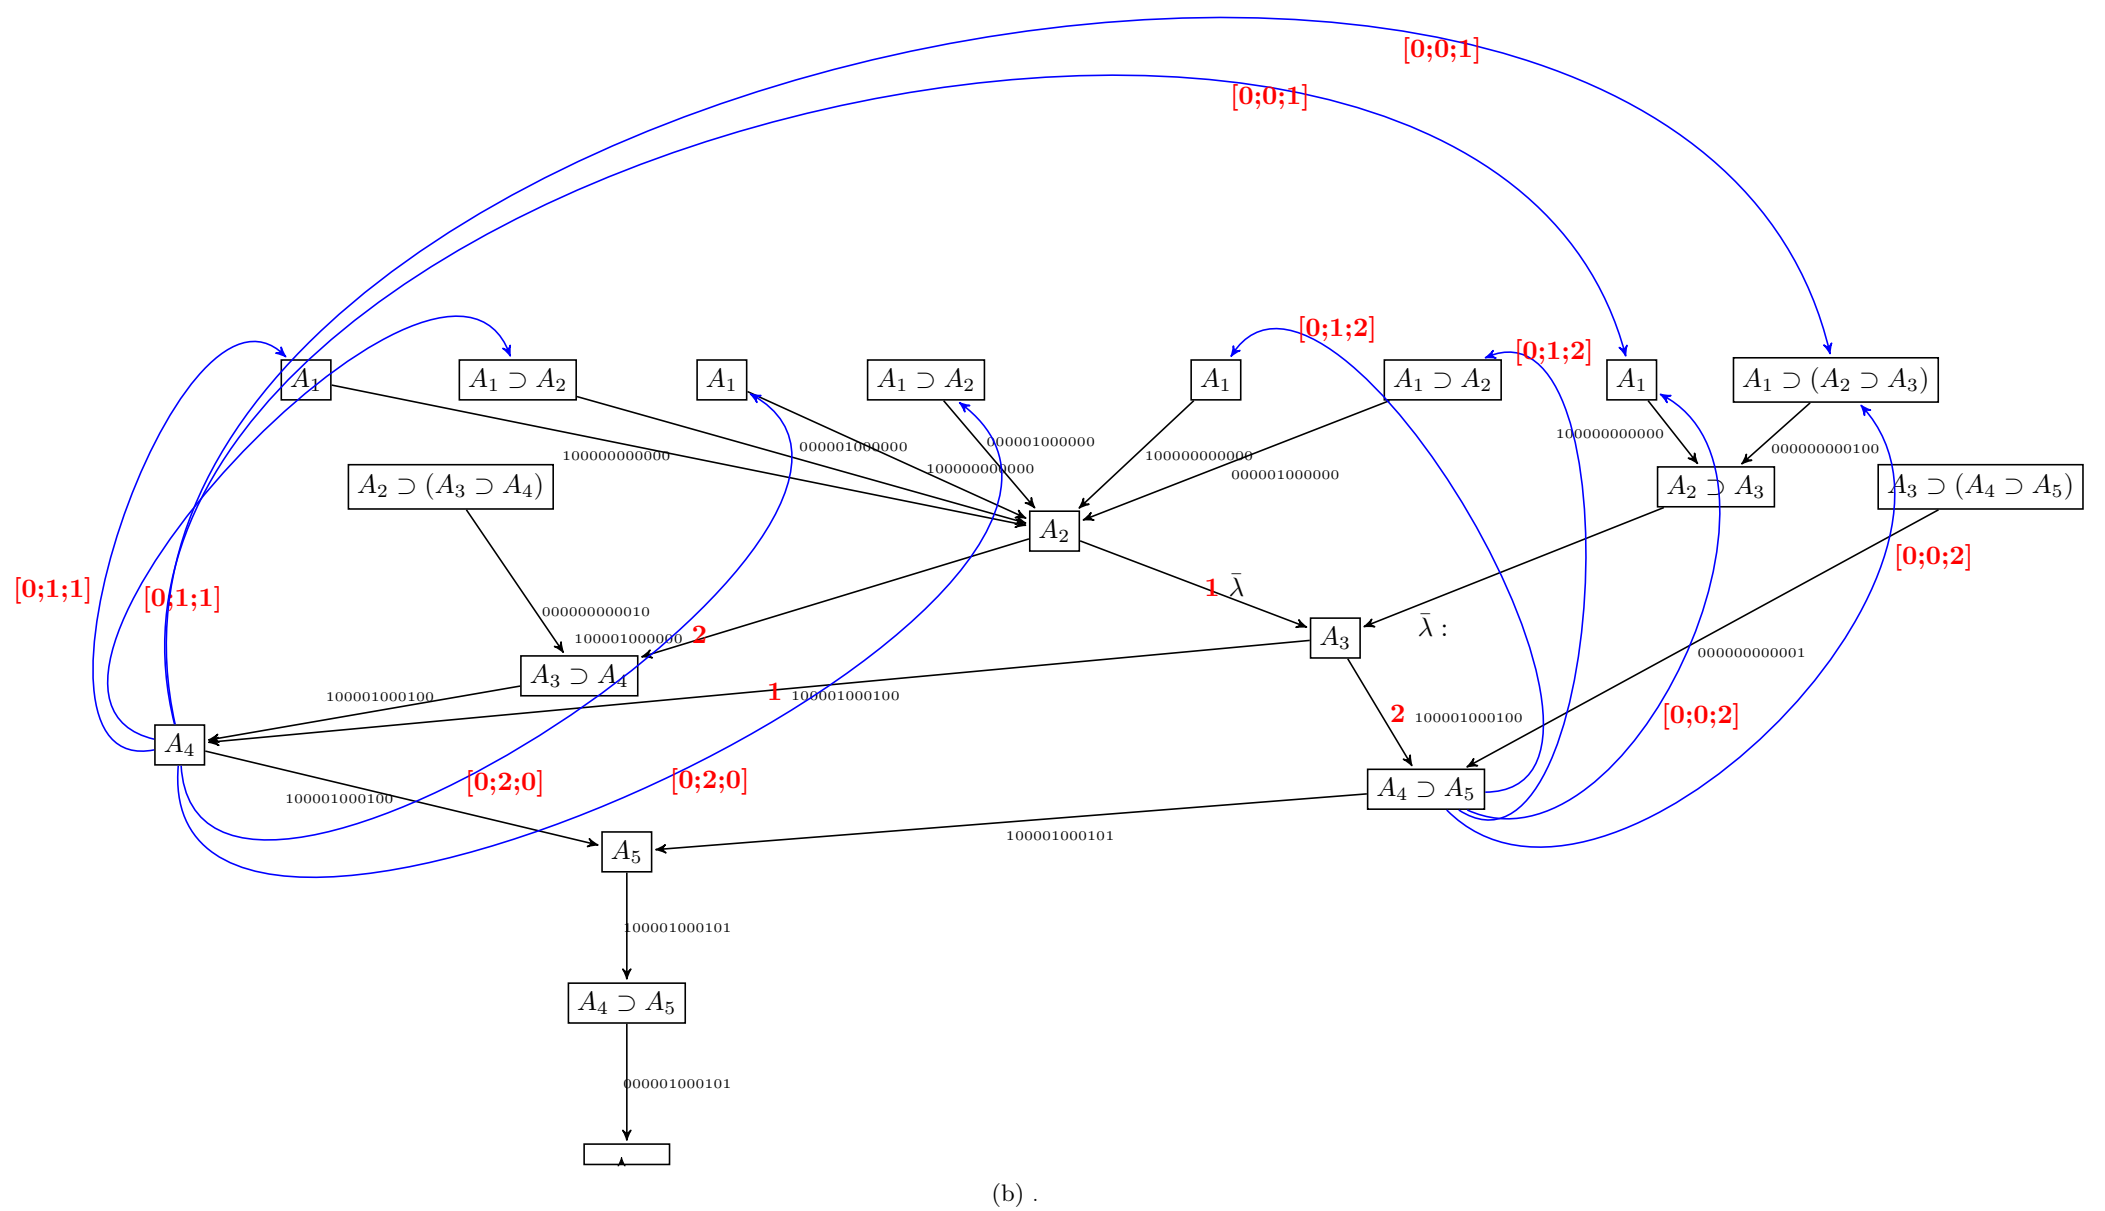 [0;0;1]
[0;0;1]
[0;1;2]
[0;1;2]
A₁
A₁ ⊃ A₂
A₁
A₁ ⊃ A₂
A₁
A₁ ⊃ A₂
A₁
A₁ ⊃ (A₂ ⊃ A₃)
100000000000
000001000000
100000000000
000001000000
100000000000
000001000000
100000000000
000000000100
A₂ ⊃ (A₃ ⊃ A₄)
A₂ ⊃ A₃
A₃ ⊃ (A₄ ⊃ A₅)
A₂
[0;0;2]
[0;1;1]
[0;1;1]
1 λ̄
000000000010
100001000000 2
A₃
λ̄ :
000000000001
A₃ ⊃ A₄
100001000100
1 100001000100
2 100001000100
[0;0;2]
A₄
[0;2;0]
[0;2;0]
100001000100
A₄ ⊃ A₅
100001000101
A₅
100001000101
A₄ ⊃ A₅
000001000101
(b) .